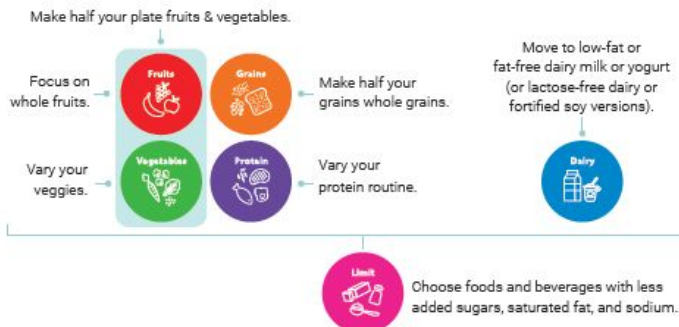 Make half your plate fruits & vegetables.
Focus on
whole fruits.
Fruits
Grains
Make half your
grains whole grains.
Move to low-fat or
fat-free dairy milk or yogurt
(or lactose-free dairy or
fortified soy versions).
Vary your
veggies.
Vegetables
Protein
Vary your
protein routine.
Dairy
Limit
Choose foods and beverages with less
added sugars, saturated fat, and sodium.